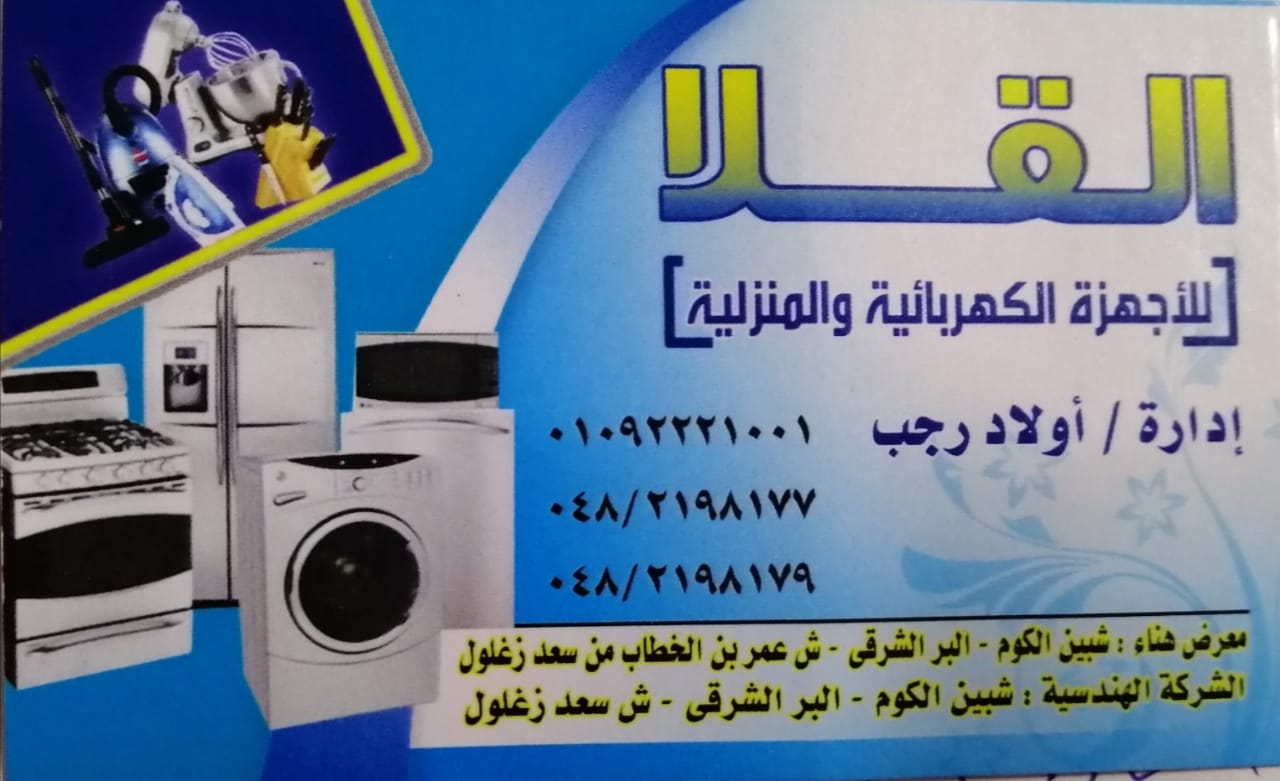 القلا
[للأجهزة الكهربائية والمنزلية]
إدارة / أولاد رجب ٠١٠٩٢٢٢١٠٠١
٠٤٨/٢١٩٨١٧٧
٠٤٨/٢١٩٨١٧٩
معرض هناء : شبين الكوم - البر الشرقى - ش عمر بن الخطاب من سعد زغلول
الشركة الهندسية : شبين الكوم - البر الشرقى - ش سعد زغلول